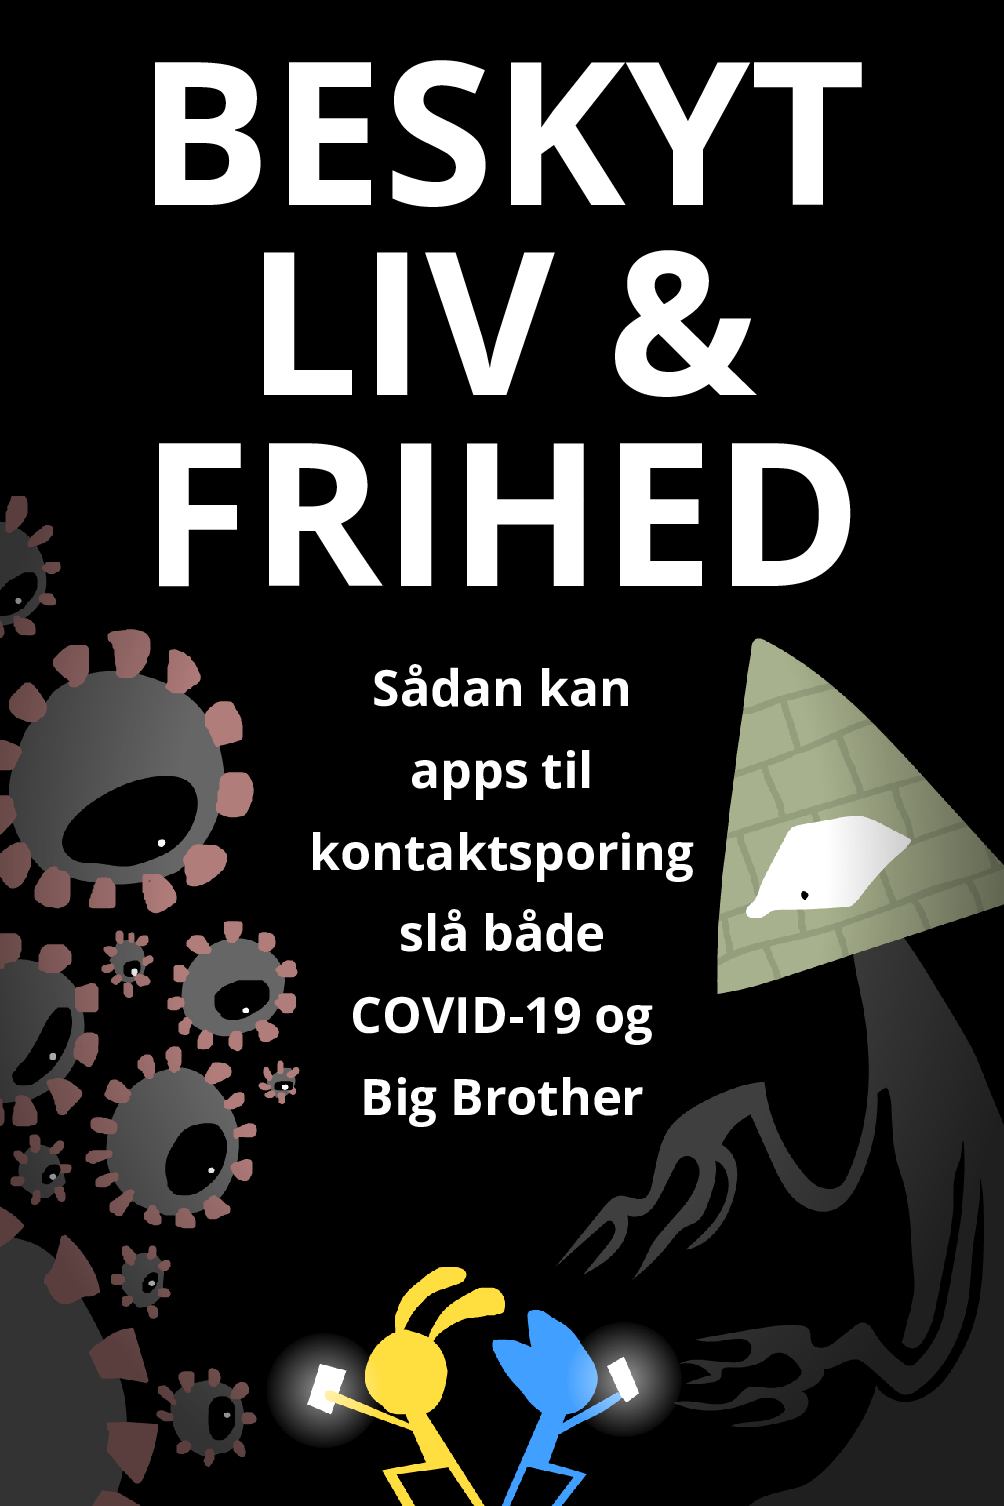 BESKYT
LIV &
FRIHED
Sådan kan
apps til
kontaktsporing
slå både
COVID-19 og
Big Brother